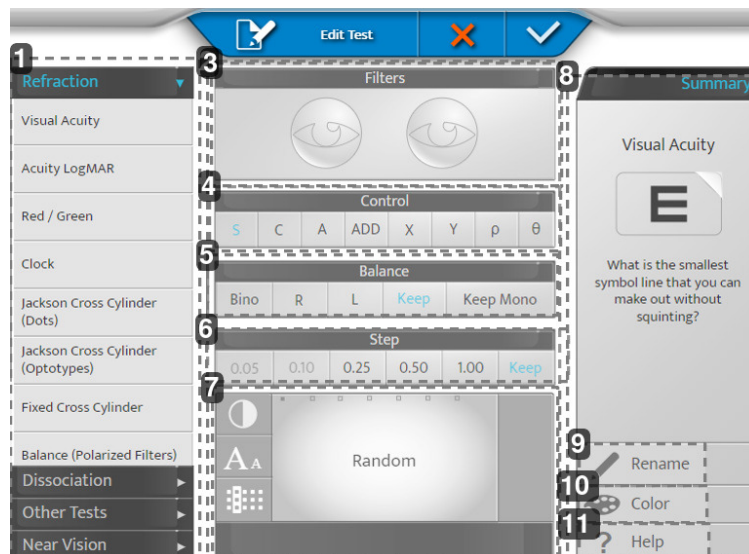 Edit Test
1
Refraction
Visual Acuity
Acuity LogMAR
Red / Green
Clock
Jackson Cross Cylinder
(Dots)
Jackson Cross Cylinder
(Optotypes)
Fixed Cross Cylinder
Balance (Polarized Filters)
Dissociation
Other Tests
Near Vision
3
Filters
4
Control
S C A ADD X Y ρ θ
5
Balance
Bino R L Keep Keep Mono
6
Step
0.05 0.10 0.25 0.50 1.00 Keep
7
A A
Random
8
Summary
Visual Acuity
E
What is the smallest
symbol line that you can
make out without
squinting?
9
Rename
10
Color
11
? Help